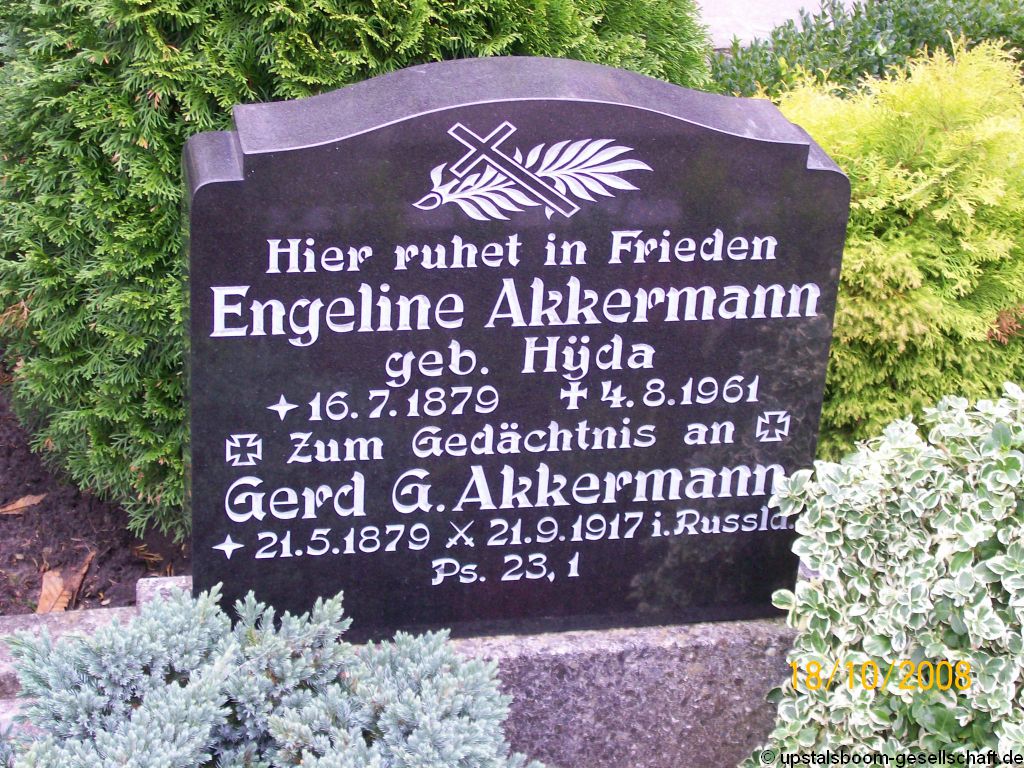 Hier ruhet in Frieden
Engeline Akkermann
geb. Hÿda
16.7.1879 4.8.1961
Zum Gedächtnis an
Gerd G. Akkermann
21.5.1879 21.9.1917 i. Russld.
Ps. 23, 1
18/10/2008
© upstalsboom-gesellschaft.de